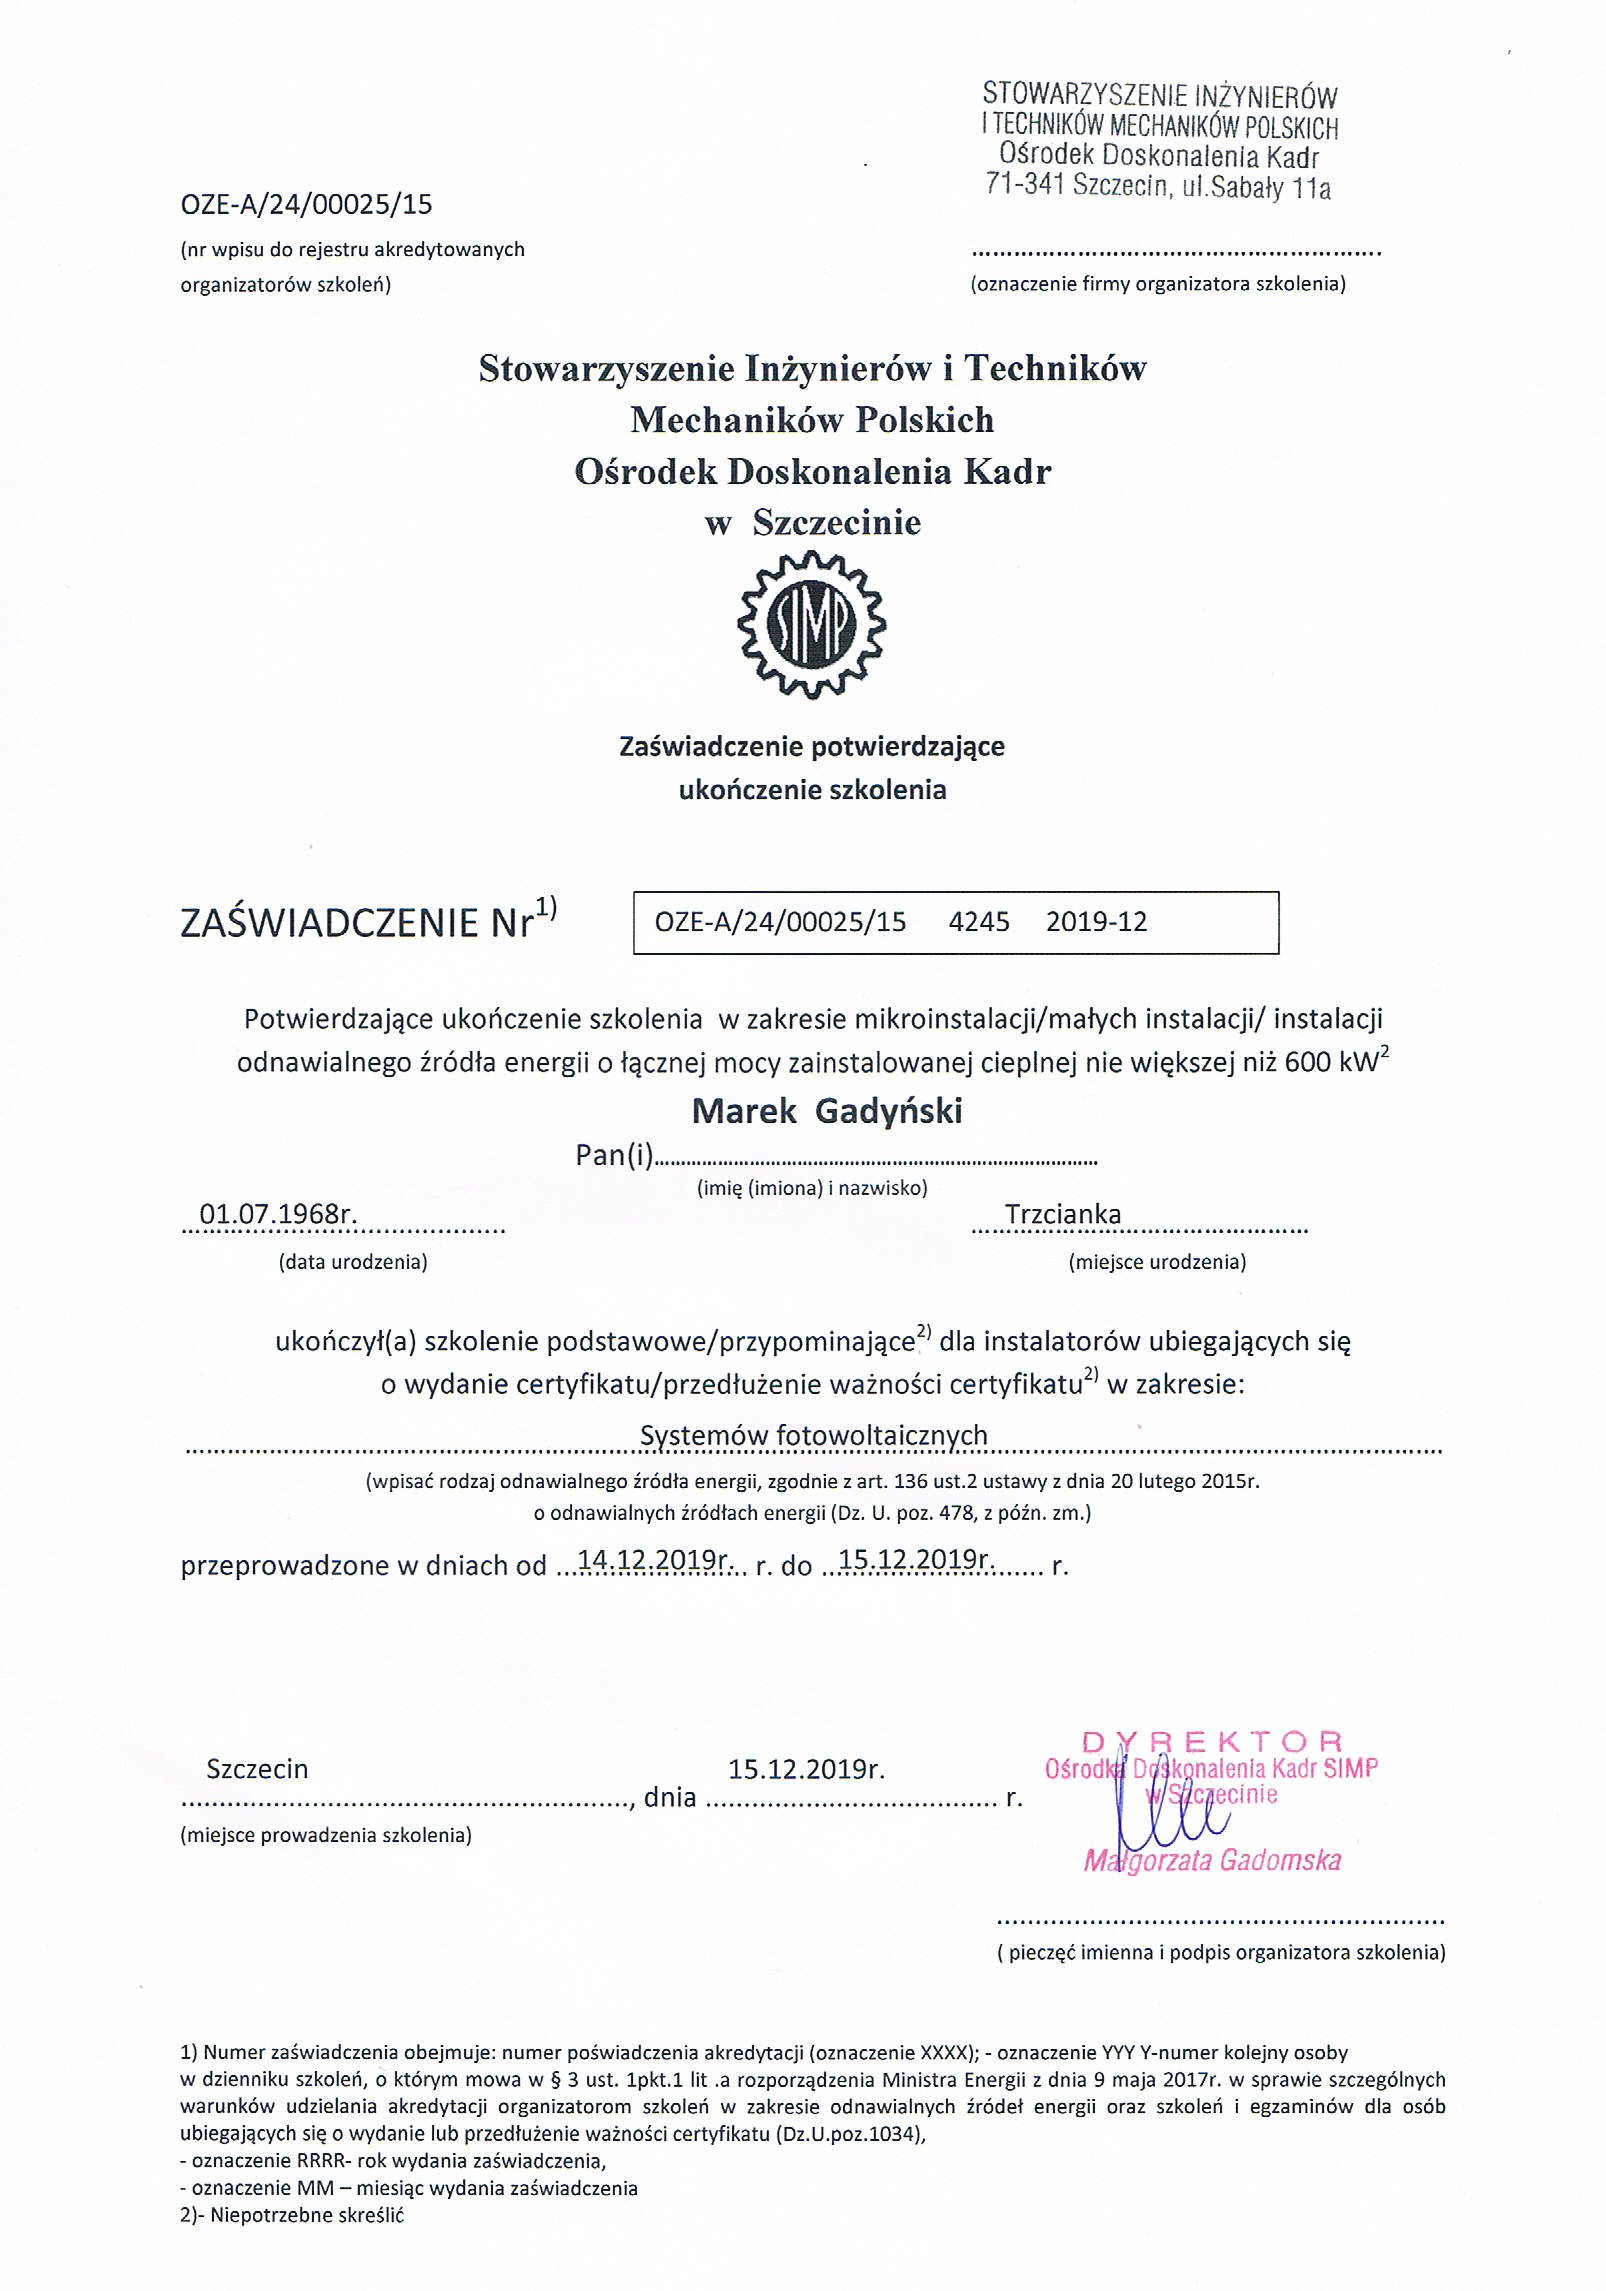 STOWARZYSZENIE INŻYNIERÓW
I TECHNIKÓW MECHANIKÓW POLSKICH
Ośrodek Doskonalenia Kadr
71-341 Szczecin, ul.Sabały 11a
OZE-A/24/00025/15
(nr wpisu do rejestru akredytowanych
organizatorów szkoleń)
(oznaczenie firmy organizatora szkolenia)
Stowarzyszenie Inżynierów i Techników
Mechaników Polskich
Ośrodek Doskonalenia Kadr
w Szczecinie
SIMP
Zaświadczenie potwierdzające
ukończenie szkolenia
ZAŚWIADCZENIE Nr1) OZE-A/24/00025/15 4245 2019-12
Potwierdzające ukończenie szkolenia w zakresie mikroinstalacji/małych instalacji/ instalacji
odnawialnego źródła energii o łącznej mocy zainstalowanej cieplnej nie większej niż 600 kW2
Marek Gadyński
Pan(i)..............................................................................
(imię (imiona) i nazwisko)
01.07.1968r. Trzcianka
(data urodzenia) (miejsce urodzenia)
ukończył(a) szkolenie podstawowe/przypominające2) dla instalatorów ubiegających się
o wydanie certyfikatu/przedłużenie ważności certyfikatu2) w zakresie:
Systemów fotowoltaicznych
(wpisać rodzaj odnawialnego źródła energii, zgodnie z art. 136 ust.2 ustawy z dnia 20 lutego 2015r.
o odnawialnych źródłach energii (Dz. U. poz. 478, z późn. zm.)
przeprowadzone w dniach od ...14.12.2019r... r. do ...15.12.2019r....... r.
DYREKTOR
Ośrodka Doskonalenia Kadr SIMP
w Szczecinie
Małgorzata Gadomska
Szczecin 15.12.2019r.
......................................................, dnia ..................................... r.
(miejsce prowadzenia szkolenia)
( pieczęć imienna i podpis organizatora szkolenia)
1) Numer zaświadczenia obejmuje: numer poświadczenia akredytacji (oznaczenie XXXX); - oznaczenie YYY Y-numer kolejny osoby
w dzienniku szkoleń, o którym mowa w § 3 ust. 1pkt.1 lit .a rozporządzenia Ministra Energii z dnia 9 maja 2017r. w sprawie szczególnych
warunków udzielania akredytacji organizatorom szkoleń w zakresie odnawialnych źródeł energii oraz szkoleń i egzaminów dla osób
ubiegających się o wydanie lub przedłużenie ważności certyfikatu (Dz.U.poz.1034),
- oznaczenie RRRR- rok wydania zaświadczenia,
- oznaczenie MM – miesiąc wydania zaświadczenia
2)- Niepotrzebne skreślić